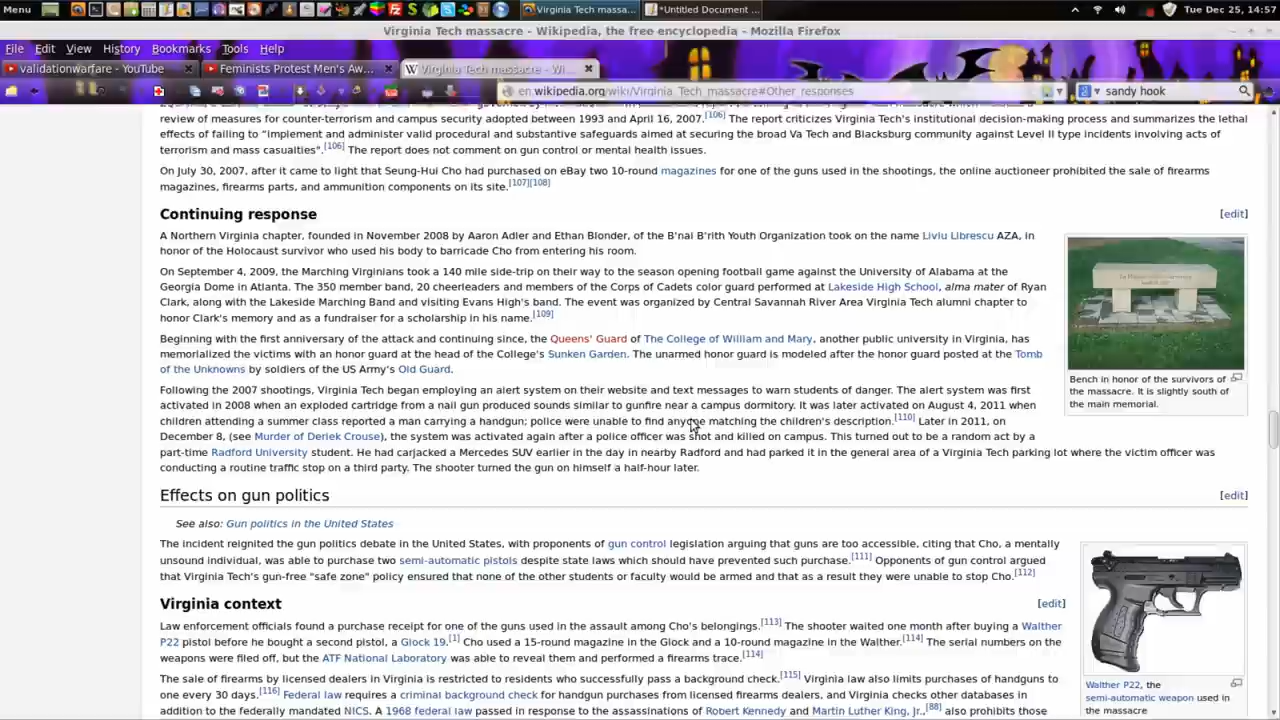 Menu
Virginia Tech massa...
*Untitled Document ...
Tue Dec 25, 14:57
Virginia Tech massacre - Wikipedia, the free encyclopedia - Mozilla Firefox
File Edit View History Bookmarks Tools Help
validationwarfare - YouTube
Feminists Protest Men's Aw...
Virginia Tech massacre - Wi...
en.wikipedia.org/wiki/Virginia_Tech_massacre#Other_responses
sandy hook
review of measures for counter-terrorism and campus security adopted between 1993 and April 16, 2007.[106] The report criticizes Virginia Tech's institutional decision-making process and summarizes the lethal
effects of failing to "implement and administer valid procedural and substantive safeguards aimed at securing the broad Va Tech and Blacksburg community against Level II type incidents involving acts of
terrorism and mass casualties".[106] The report does not comment on gun control or mental health issues.
On July 30, 2007, after it came to light that Seung-Hui Cho had purchased on eBay two 10-round magazines for one of the guns used in the shootings, the online auctioneer prohibited the sale of firearms
magazines, firearms parts, and ammunition components on its site.[107][108]
Continuing response
[edit]
A Northern Virginia chapter, founded in November 2008 by Aaron Adler and Ethan Blonder, of the B'nai B'rith Youth Organization took on the name Liviu Librescu AZA, in
honor of the Holocaust survivor who used his body to barricade Cho from entering his room.
On September 4, 2009, the Marching Virginians took a 140 mile side-trip on their way to the season opening football game against the University of Alabama at the
Georgia Dome in Atlanta. The 350 member band, 20 cheerleaders and members of the Corps of Cadets color guard performed at Lakeside High School, alma mater of Ryan
Clark, along with the Lakeside Marching Band and visiting Evans High's band. The event was organized by Central Savannah River Area Virginia Tech alumni chapter to
honor Clark's memory and as a fundraiser for a scholarship in his name.[109]
Beginning with the first anniversary of the attack and continuing since, the Queens' Guard of The College of William and Mary, another public university in Virginia, has
memorialized the victims with an honor guard at the head of the College's Sunken Garden. The unarmed honor guard is modeled after the honor guard posted at the Tomb
of the Unknowns by soldiers of the US Army's Old Guard.
Bench in honor of the survivors of
the massacre. It is slightly south of
the main memorial.
Following the 2007 shootings, Virginia Tech began employing an alert system on their website and text messages to warn students of danger. The alert system was first
activated in 2008 when an exploded cartridge from a nail gun produced sounds similar to gunfire near a campus dormitory. It was later activated on August 4, 2011 when
children attending a summer class reported a man carrying a handgun; police were unable to find anyone matching the children's description.[110] Later in 2011, on
December 8, (see Murder of Deriek Crouse), the system was activated again after a police officer was shot and killed on campus. This turned out to be a random act by a
part-time Radford University student. He had carjacked a Mercedes SUV earlier in the day in nearby Radford and had parked it in the general area of a Virginia Tech parking lot where the victim officer was
conducting a routine traffic stop on a third party. The shooter turned the gun on himself a half-hour later.
Effects on gun politics
[edit]
See also: Gun politics in the United States
The incident reignited the gun politics debate in the United States, with proponents of gun control legislation arguing that guns are too accessible, citing that Cho, a mentally
unsound individual, was able to purchase two semi-automatic pistols despite state laws which should have prevented such purchase.[111] Opponents of gun control argued
that Virginia Tech's gun-free "safe zone" policy ensured that none of the other students or faculty would be armed and that as a result they were unable to stop Cho.[112]
Virginia context
[edit]
Law enforcement officials found a purchase receipt for one of the guns used in the assault among Cho's belongings.[113] The shooter waited one month after buying a Walther
P22 pistol before he bought a second pistol, a Glock 19.[1] Cho used a 15-round magazine in the Glock and a 10-round magazine in the Walther.[114] The serial numbers on the
weapons were filed off, but the ATF National Laboratory was able to reveal them and performed a firearms trace.[114]
The sale of firearms by licensed dealers in Virginia is restricted to residents who successfully pass a background check.[115] Virginia law also limits purchases of handguns to
one every 30 days.[116] Federal law requires a criminal background check for handgun purchases from licensed firearms dealers, and Virginia checks other databases in
addition to the federally mandated NICS. A 1968 federal law passed in response to the assassinations of Robert Kennedy and Martin Luther King, Jr.,[88] also prohibits those
Walther P22, the
semi-automatic weapon used in
the massacre